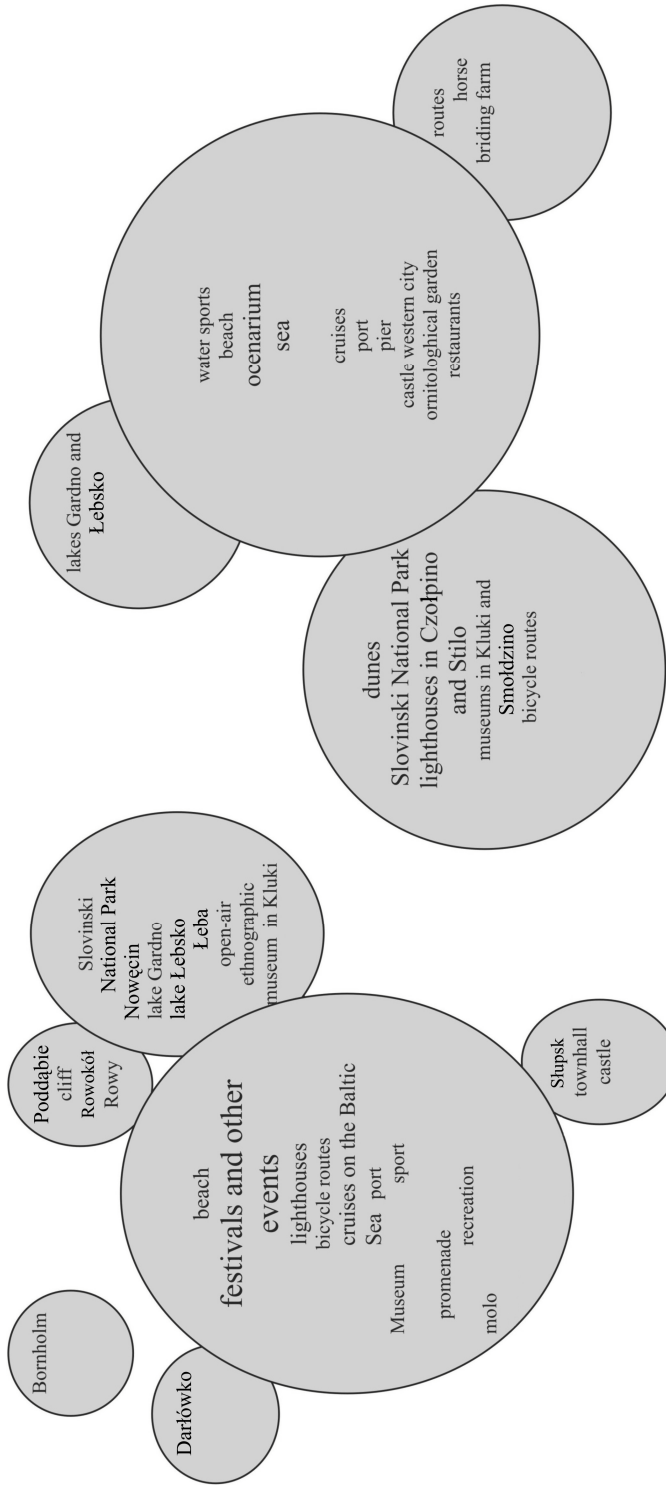 Bornholm
Darłówko
Poddąbie
cliff
Rowokół
Rowy
Slovinski
National Park
Nowęcin
lake Gardno
lake Łebsko
Łeba
open-air
ethnographic
museum in Kluki
beach
festivals and other
events
lighthouses
bicycle routes
cruises on the Baltic
Sea port
Museum sport
promenade
recreation
molo
Słupsk
townhall
castle
lakes Gardno and
Łebsko
water sports
beach
ocenarium
sea
cruises
port
pier
castle western city
ornitologhical garden
restaurants
dunes
Slovinski National Park
lighthouses in Czołpino
and Stilo
museums in Kluki and
Smołdzino
bicycle routes
routes
horse
briding farm